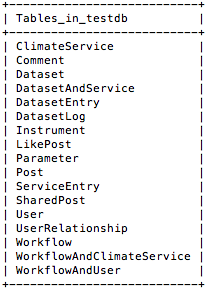 +----------------------------+
| Tables_in_testdb           |
+----------------------------+
| ClimateService             |
| Comment                    |
| Dataset                    |
| DatasetAndService          |
| DatasetEntry               |
| DatasetLog                 |
| Instrument                 |
| LikePost                   |
| Parameter                  |
| Post                       |
| ServiceEntry               |
| SharedPost                 |
| User                       |
| UserRelationship           |
| Workflow                   |
| WorkflowAndClimateService  |
| WorkflowAndUser            |
+----------------------------+